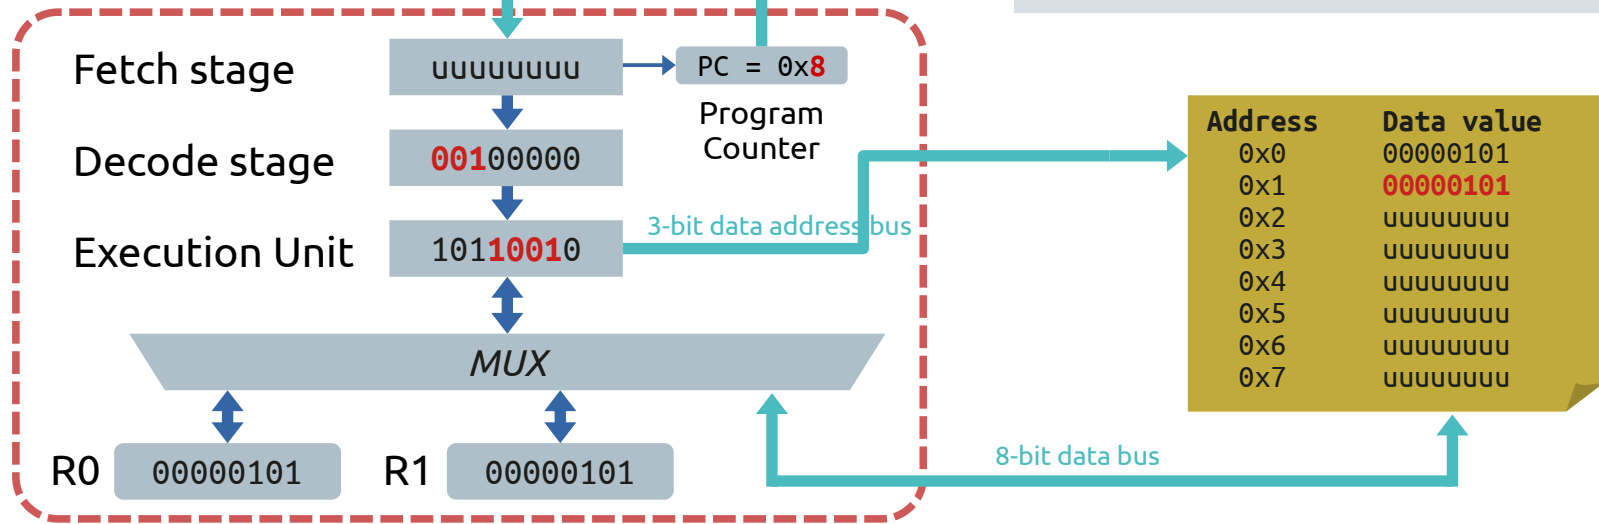 Fetch stage
uuuuuuuu
PC = 0x8
Program
Counter
Decode stage
00100000
Execution Unit
10110010
3-bit data address bus
MUX
R0
00000101
R1
00000101
8-bit data bus
Address Data value
0x0 00000101
0x1 00000101
0x2 uuuuuuuu
0x3 uuuuuuuu
0x4 uuuuuuuu
0x5 uuuuuuuu
0x6 uuuuuuuu
0x7 uuuuuuuu